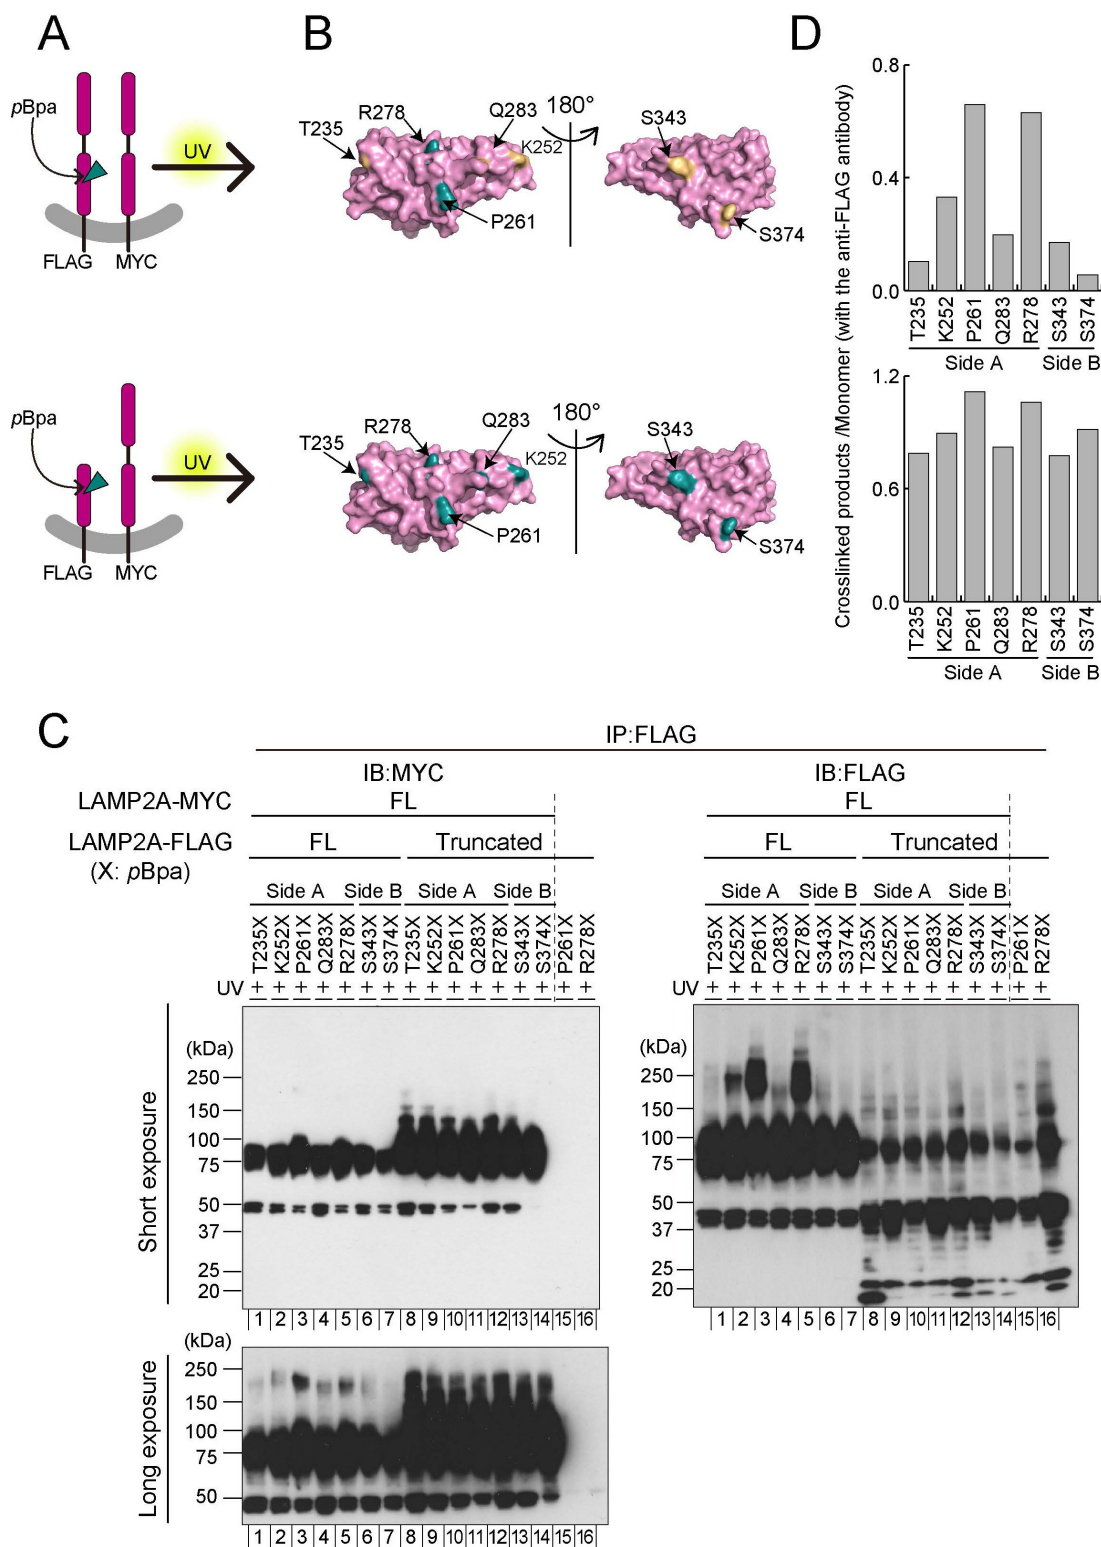 A
B
D
pBpa
UV
FLAG MYC
R278
T235
Q283
K252
P261
180°
S343
S374
pBpa
UV
FLAG MYC
R278
T235
Q283
K252
P261
180°
S343
S374
Crosslinked products /Monomer (with the anti-FLAG antibody)
0.8
0.4
0.0
T235 K252 P261 Q283 R278 S343 S374
Side A Side B
1.2
0.6
0.0
T235 K252 P261 Q283 R278 S343 S374
Side A Side B
C
IP:FLAG
IB:MYC IB:FLAG
LAMP2A-MYC FL FL
LAMP2A-FLAG FL Truncated FL Truncated
(X: pBpa)
Side A Side B Side A Side B Side A Side B Side A Side B
T235X K252X P261X Q283X R278X S343X S374X T235X K252X P261X Q283X R278X S343X S374X P261X R278X
UV + + + + + + + + + + + + + + + +
T235X K252X P261X Q283X R278X S343X S374X T235X K252X P261X Q283X R278X S343X S374X P261X R278X
UV + + + + + + + + + + + + + + + +
Short exposure
(kDa)
250
150
100
75
50
37
25
20
1 2 3 4 5 6 7 8 9 10 11 12 13 14 15 16
(kDa)
250
150
100
75
50
37
25
20
1 2 3 4 5 6 7 8 9 10 11 12 13 14 15 16
Long exposure
(kDa)
250
150
100
75
50
1 2 3 4 5 6 7 8 9 10 11 12 13 14 15 16